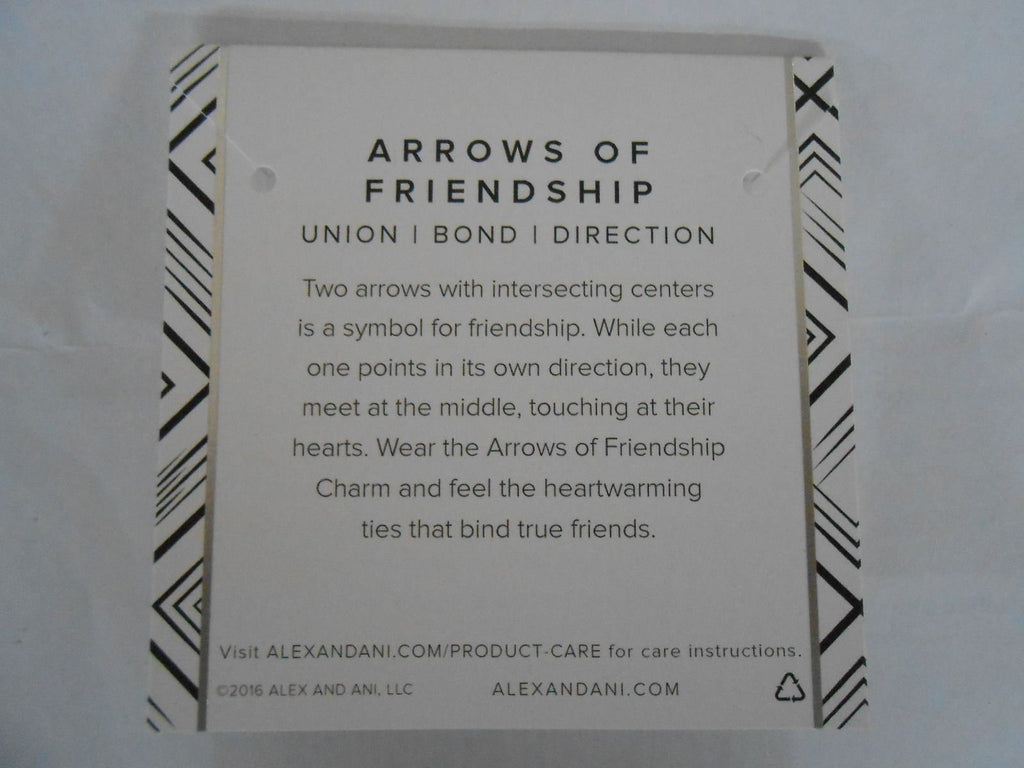 ARROWS OF
FRIENDSHIP
UNION | BOND | DIRECTION
Two arrows with intersecting centers
is a symbol for friendship. While each
one points in its own direction, they
meet at the middle, touching at their
hearts. Wear the Arrows of Friendship
Charm and feel the heartwarming
ties that bind true friends.
Visit ALEXANDANI.COM/PRODUCT-CARE for care instructions.
©2016 ALEX AND ANI, LLC ALEXANDANI.COM